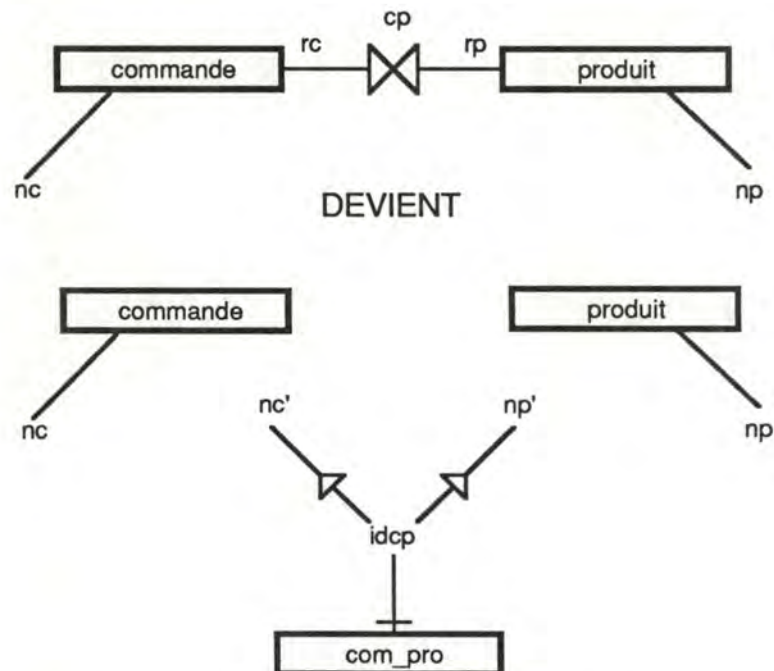 cp
rc rp
commande produit
nc np
DEVIENT
commande produit
nc nc' np' np
idcp
com_pro